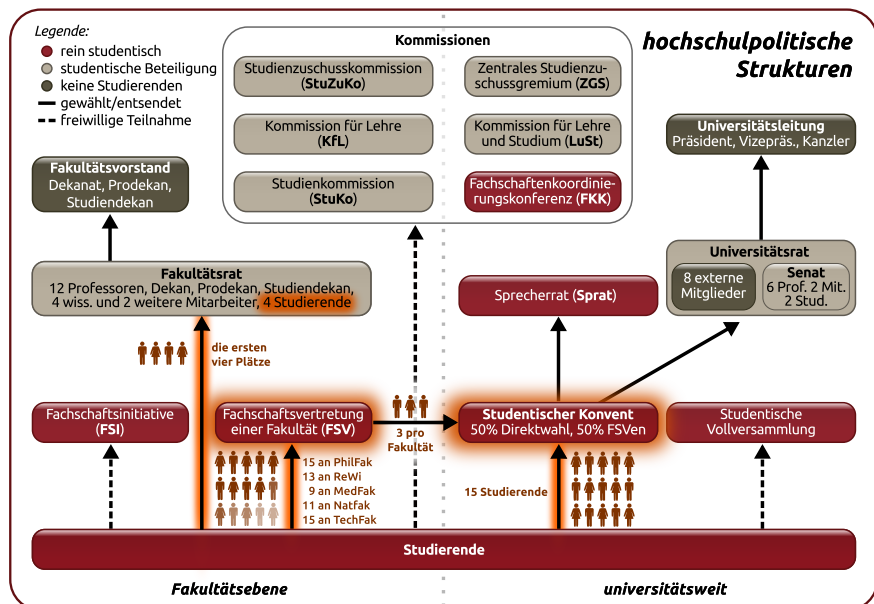 Legende:
rein studentisch
studentische Beteiligung
keine Studierenden
gewählt/entsendet
freiwillige Teilnahme
hochschulpolitische
Strukturen
Kommissionen
Studienzuschusskommission
(StuZuKo)
Zentrales Studienzu-
schussgremium (ZGS)
Kommission für Lehre
(KfL)
Kommission für Lehre
und Studium (LuSt)
Studienkommission
(StuKo)
Fachschaftenkoordinie-
rungskonferenz (FKK)
Universitätsleitung
Präsident, Vizepräs., Kanzler
Fakultätsvorstand
Dekanat, Prodekan,
Studiendekan
Fakultätsrat
12 Professoren, Dekan, Prodekan, Studiendekan,
4 wiss. und 2 weitere Mitarbeiter, 4 Studierende
Sprecherrat (Sprat)
Universitätsrat
8 externe
Mitglieder
Senat
6 Prof. 2 Mit.
2 Stud.
die ersten
vier Plätze
Fachschaftsinitiative
(FSI)
Fachschaftsvertretung
einer Fakultät (FSV)
3 pro
Fakultät
Studentischer Konvent
50% Direktwahl, 50% FSVen
Studentische
Vollversammlung
15 an PhilFak
13 an ReWi
9 an MedFak
11 an Natfak
15 an TechFak
15 Studierende
Studierende
Fakultätsebene
universitätsweit